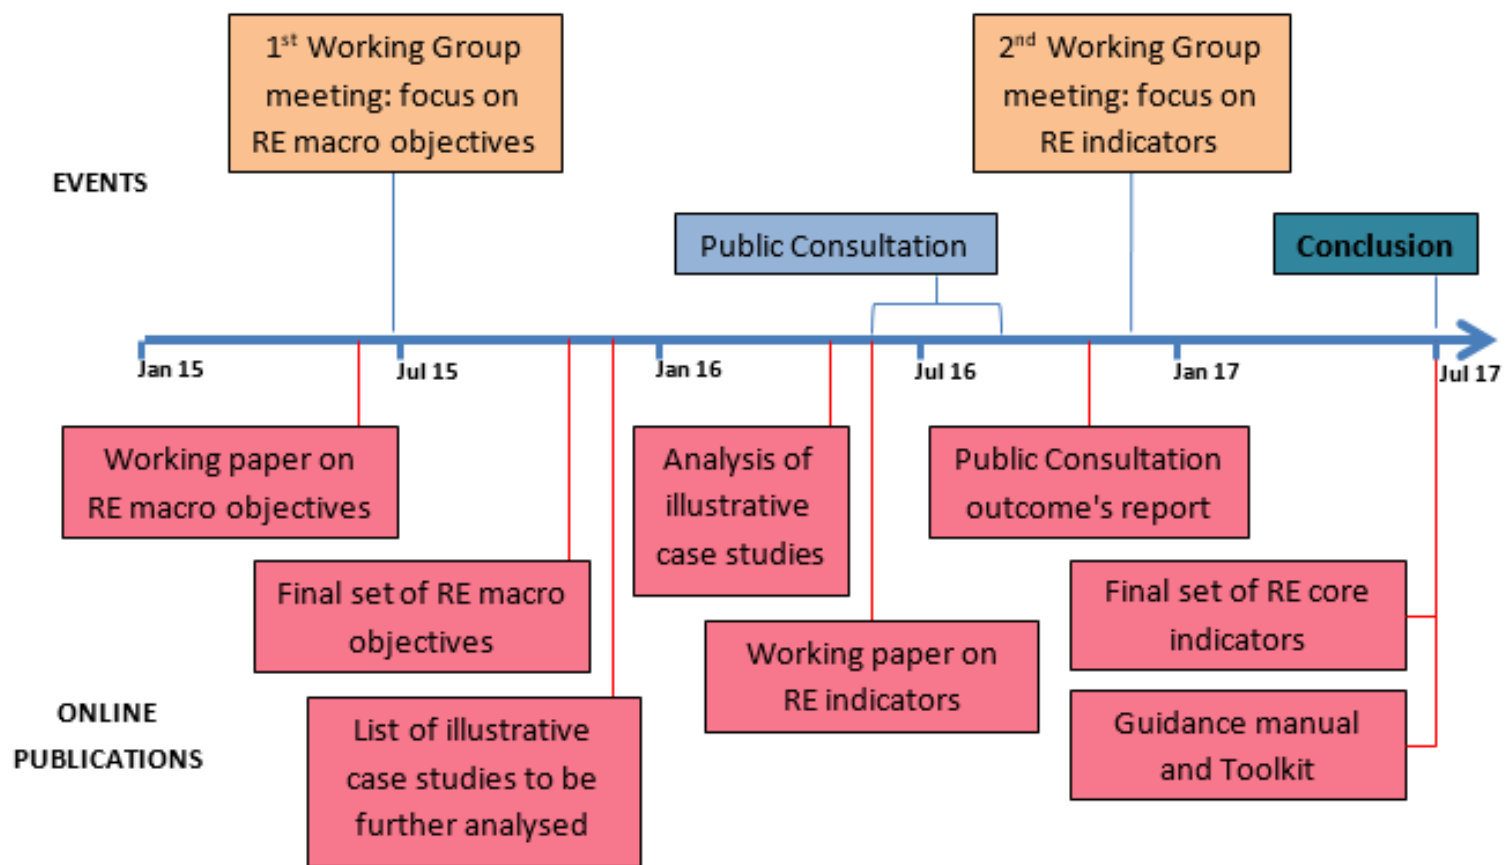 1st Working Group
meeting: focus on
RE macro objectives
2nd Working Group
meeting: focus on
RE indicators
EVENTS
Public Consultation
Conclusion
Jan 15
Jul 15
Jan 16
Jul 16
Jan 17
Jul 17
Working paper on
RE macro objectives
Analysis of
illustrative
case studies
Public Consultation
outcome's report
Final set of RE macro
objectives
Final set of RE core
indicators
Working paper on
RE indicators
ONLINE
PUBLICATIONS
List of illustrative
case studies to be
further analysed
Guidance manual
and Toolkit